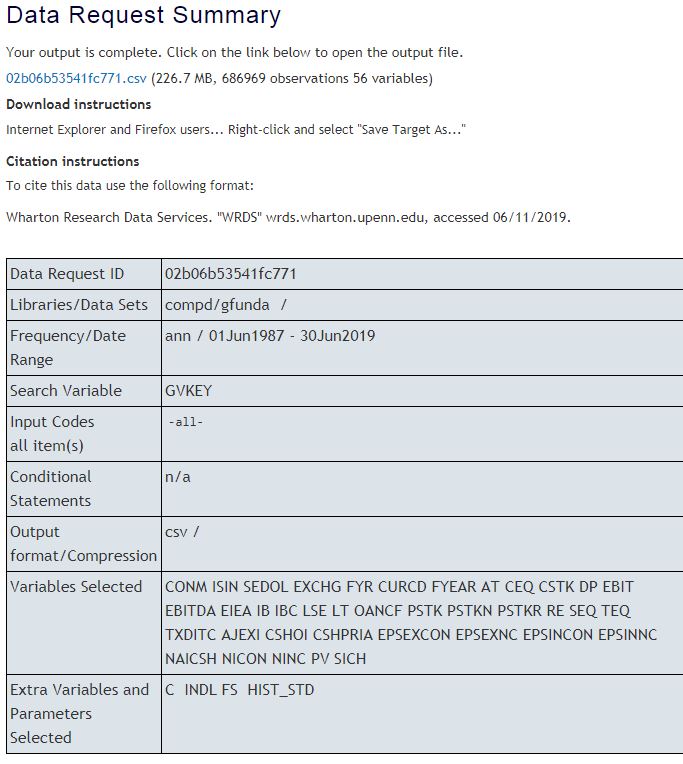 Data Request Summary
Your output is complete. Click on the link below to open the output file.
02b06b53541fc771.csv (226.7 MB, 686969 observations 56 variables)
Download instructions
Internet Explorer and Firefox users... Right-click and select "Save Target As..."
Citation instructions
To cite this data use the following format:
Wharton Research Data Services. "WRDS" wrds.wharton.upenn.edu, accessed 06/11/2019.
Data Request ID 02b06b53541fc771
Libraries/Data Sets compd/gfunda /
Frequency/Date ann / 01Jun1987 - 30Jun2019
Range
Search Variable GVKEY
Input Codes -all-
all item(s)
Conditional n/a
Statements
Output csv /
format/Compression
Variables Selected CONM ISIN SEDOL EXCHG FYR CURCD FYEAR AT CEQ CSTK DP EBIT
EBITDA EIEA IB IBC LSE LT OANCF PSTK PSTKN PSTKR RE SEQ TEQ
TXDITC AJEXI CSHOI CSHPRIA EPSEXCON EPSEXNC EPSINCON EPSINNC
NAICSH NICON NINC PV SICH
Extra Variables and C INDL FS HIST_STD
Parameters
Selected